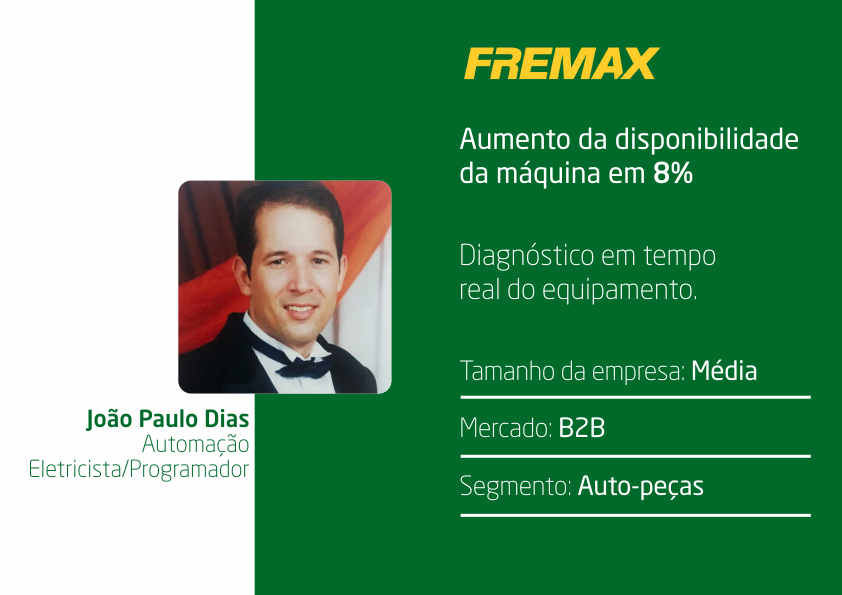 FREMAX
Aumento da disponibilidade
da máquina em 8%
Diagnóstico em tempo
real do equipamento.
Tamanho da empresa: Média
Mercado: B2B
Segmento: Auto-peças
João Paulo Dias
Automação
Eletricista/Programador